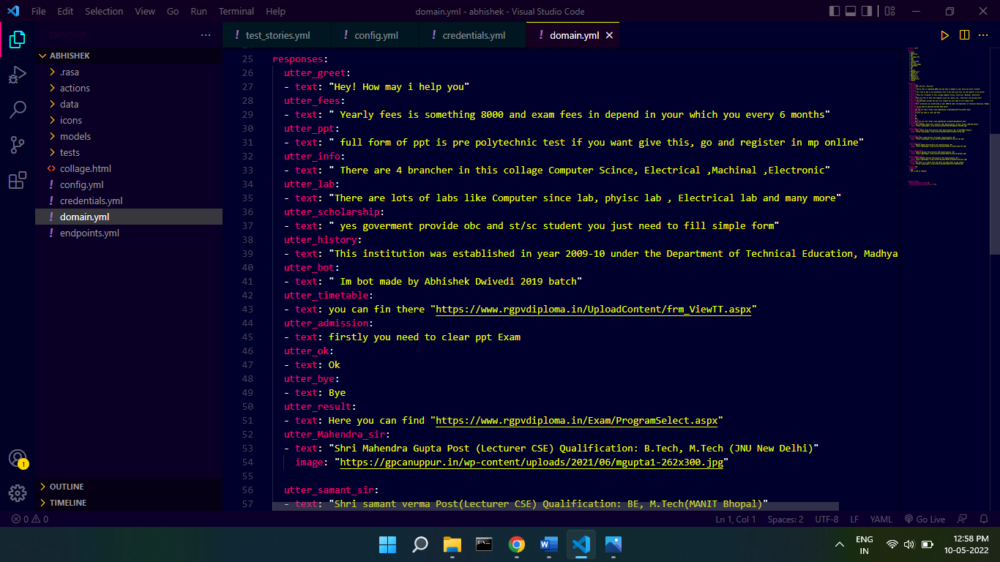 File Edit Selection View Go Run Terminal Help
domain.yml - abhishek - Visual Studio Code
EXPLORER
ABHISHEK
.rasa
actions
data
icons
models
tests
collage.html
config.yml
credentials.yml
domain.yml
endpoints.yml
OUTLINE
TIMELINE
1
test_stories.yml config.yml credentials.yml domain.yml
25 responses:
26 utter_greet:
27 - text: "Hey! How may i help you"
28 utter_fees:
29 - text: " Yearly fees is something 8000 and exam fees in depend in your which you every 6 months"
30 utter_ppt:
31 - text: " full form of ppt is pre polytechnic test if you want give this, go and register in mp online"
32 utter_info:
33 - text: " There are 4 brancher in this collage Computer Scince, Electrical ,Machinal ,Electronic"
34 utter_lab:
35 - text: "There are lots of labs like Computer since lab, phyisc lab , Electrical lab and many more"
36 utter_scholarship:
37 - text: " yes goverment provide obc and st/sc student you just need to fill simple form"
38 utter_history:
39 - text: "This institution was established in year 2009-10 under the Department of Technical Education, Madhya
40 utter_bot:
41 - text: " Im bot made by Abhishek Dwivedi 2019 batch"
42 utter_timetable:
43 - text: you can fin there "https://www.rgpvdiploma.in/UploadContent/frm_ViewTT.aspx"
44 utter_admission:
45 - text: firstly you need to clear ppt Exam
46 utter_ok:
47 - text: Ok
48 utter_bye:
49 - text: Bye
50 utter_result:
51 - text: Here you can find "https://www.rgpvdiploma.in/Exam/ProgramSelect.aspx"
52 utter_Mahendra_sir:
53 - text: "Shri Mahendra Gupta Post (Lecturer CSE) Qualification: B.Tech, M.Tech (JNU New Delhi)"
54 image: "https://gpcanuppur.in/wp-content/uploads/2021/06/mgupta1-262x300.jpg"
55
56 utter_samant_sir:
57 - text: "Shri samant verma Post(Lecturer CSE) Qualification: BE, M.Tech(MANIT Bhopal)"
0 0
Ln 1, Col 1 Spaces: 2 UTF-8 LF YAML Go Live
ENG
IN
12:58 PM
10-05-2022